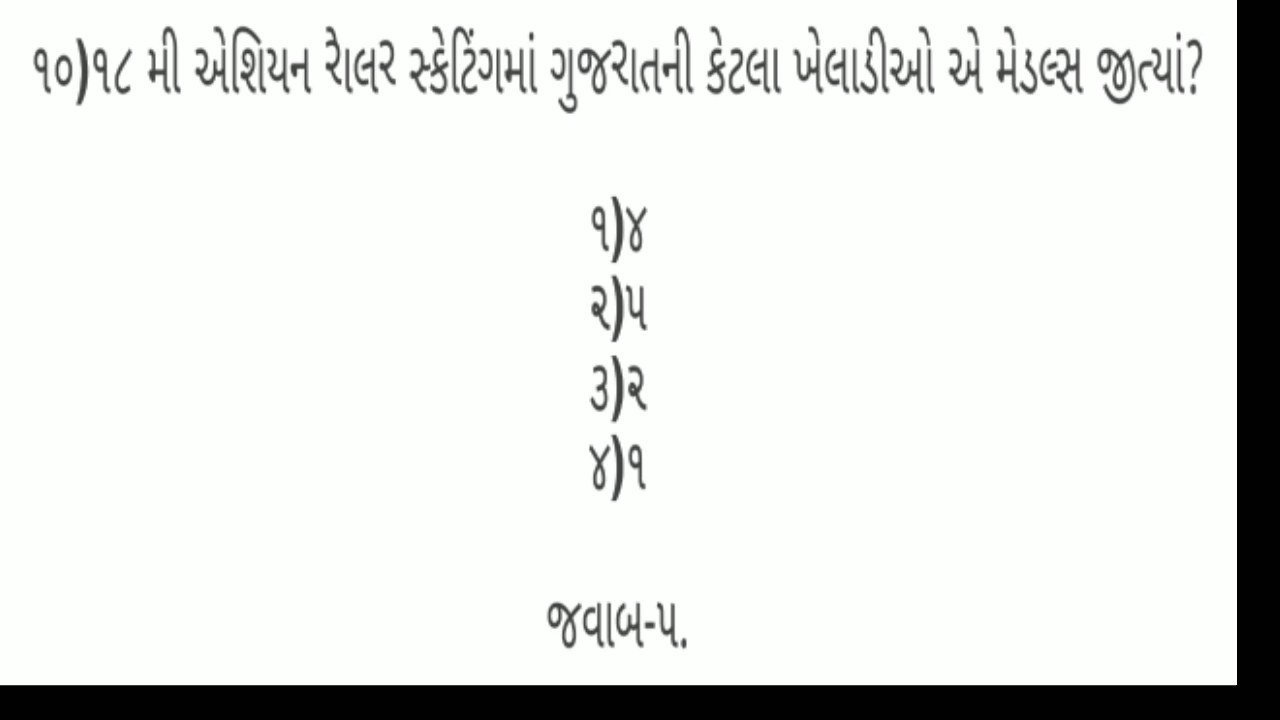 ૧૦)૧૮ મી એશિયન રોલર સ્કેટિંગમાં ગુજરાતની કેટલા ખેલાડીઓ એ મેડલ્સ જીત્યાં?
૧)૪
૨)૫
૩)૨
૪)૧
જવાબ-૫.